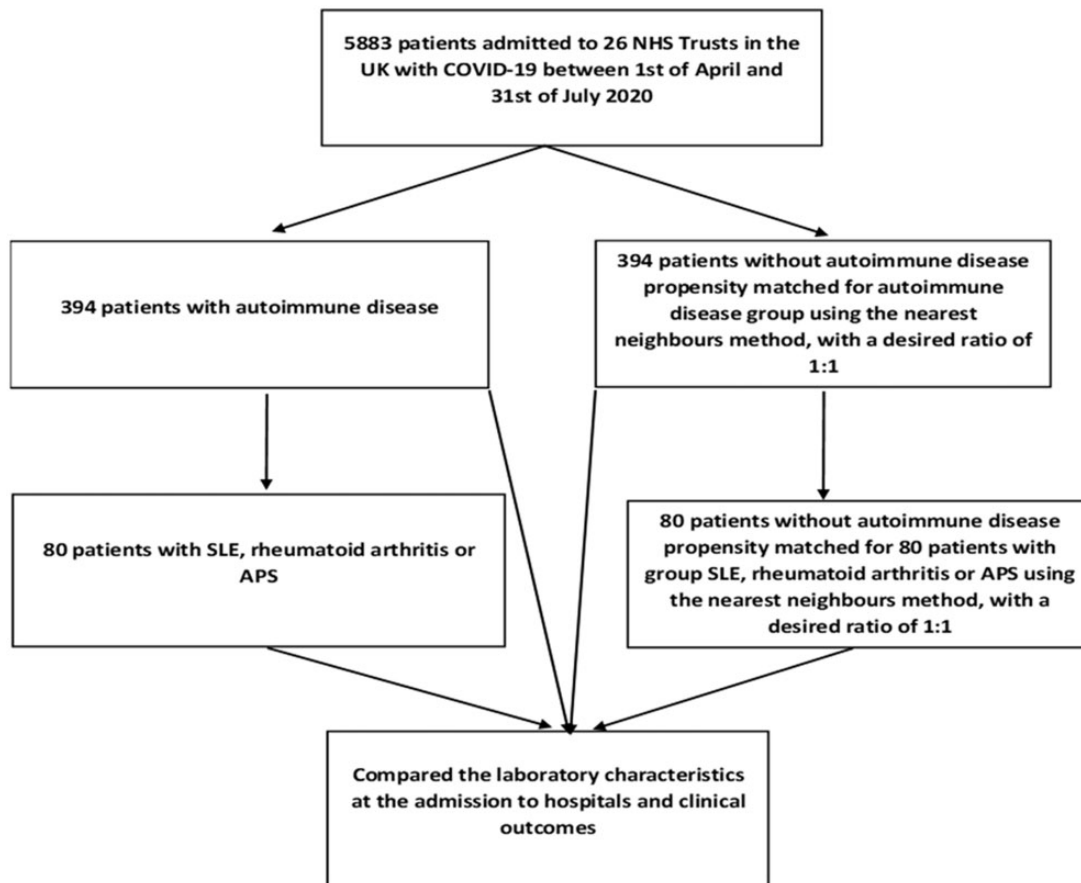 5883 patients admitted to 26 NHS Trusts in the
UK with COVID-19 between 1st of April and
31st of July 2020
394 patients with autoimmune disease
394 patients without autoimmune disease
propensity matched for autoimmune
disease group using the nearest
neighbours method, with a desired ratio of
1:1
80 patients with SLE, rheumatoid arthritis or
APS
80 patients without autoimmune disease
propensity matched for 80 patients with
group SLE, rheumatoid arthritis or APS using
the nearest neighbours method, with a
desired ratio of 1:1
Compared the laboratory characteristics
at the admission to hospitals and clinical
outcomes